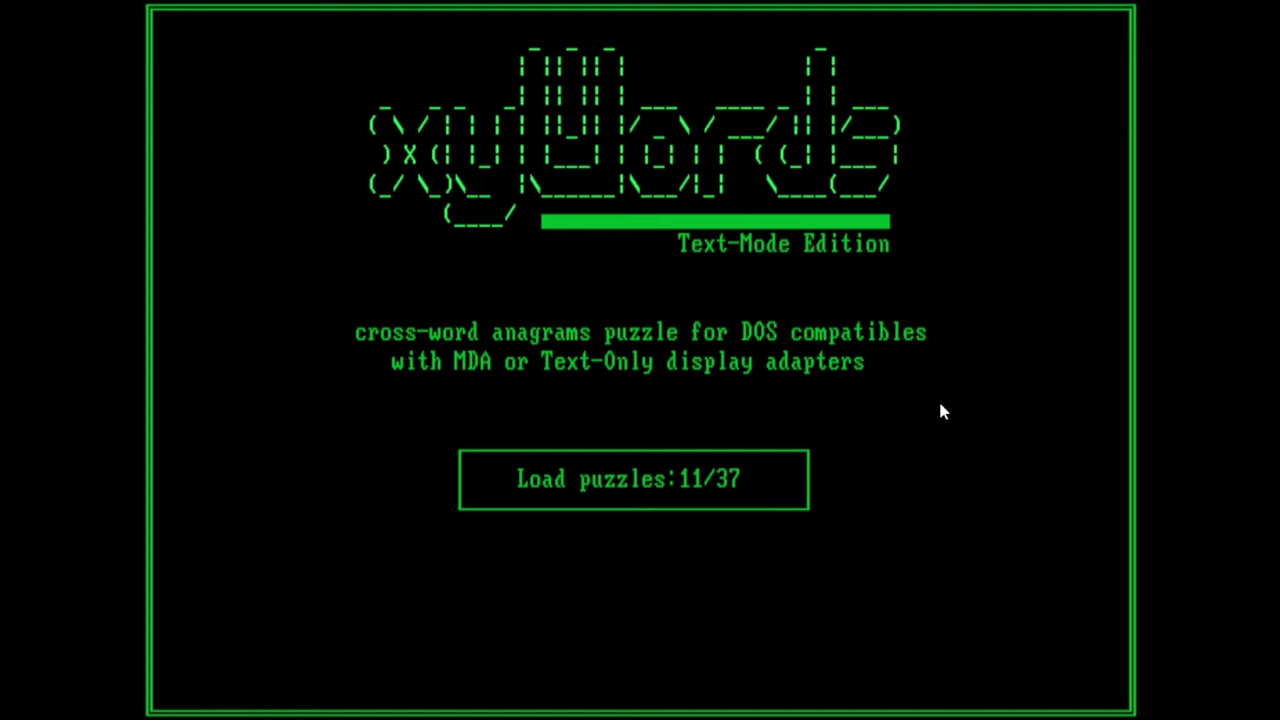 xyWords
Text-Mode Edition
cross-word anagrams puzzle for DOS compatibles
with MDA or Text-Only display adapters
Load puzzles:11/37